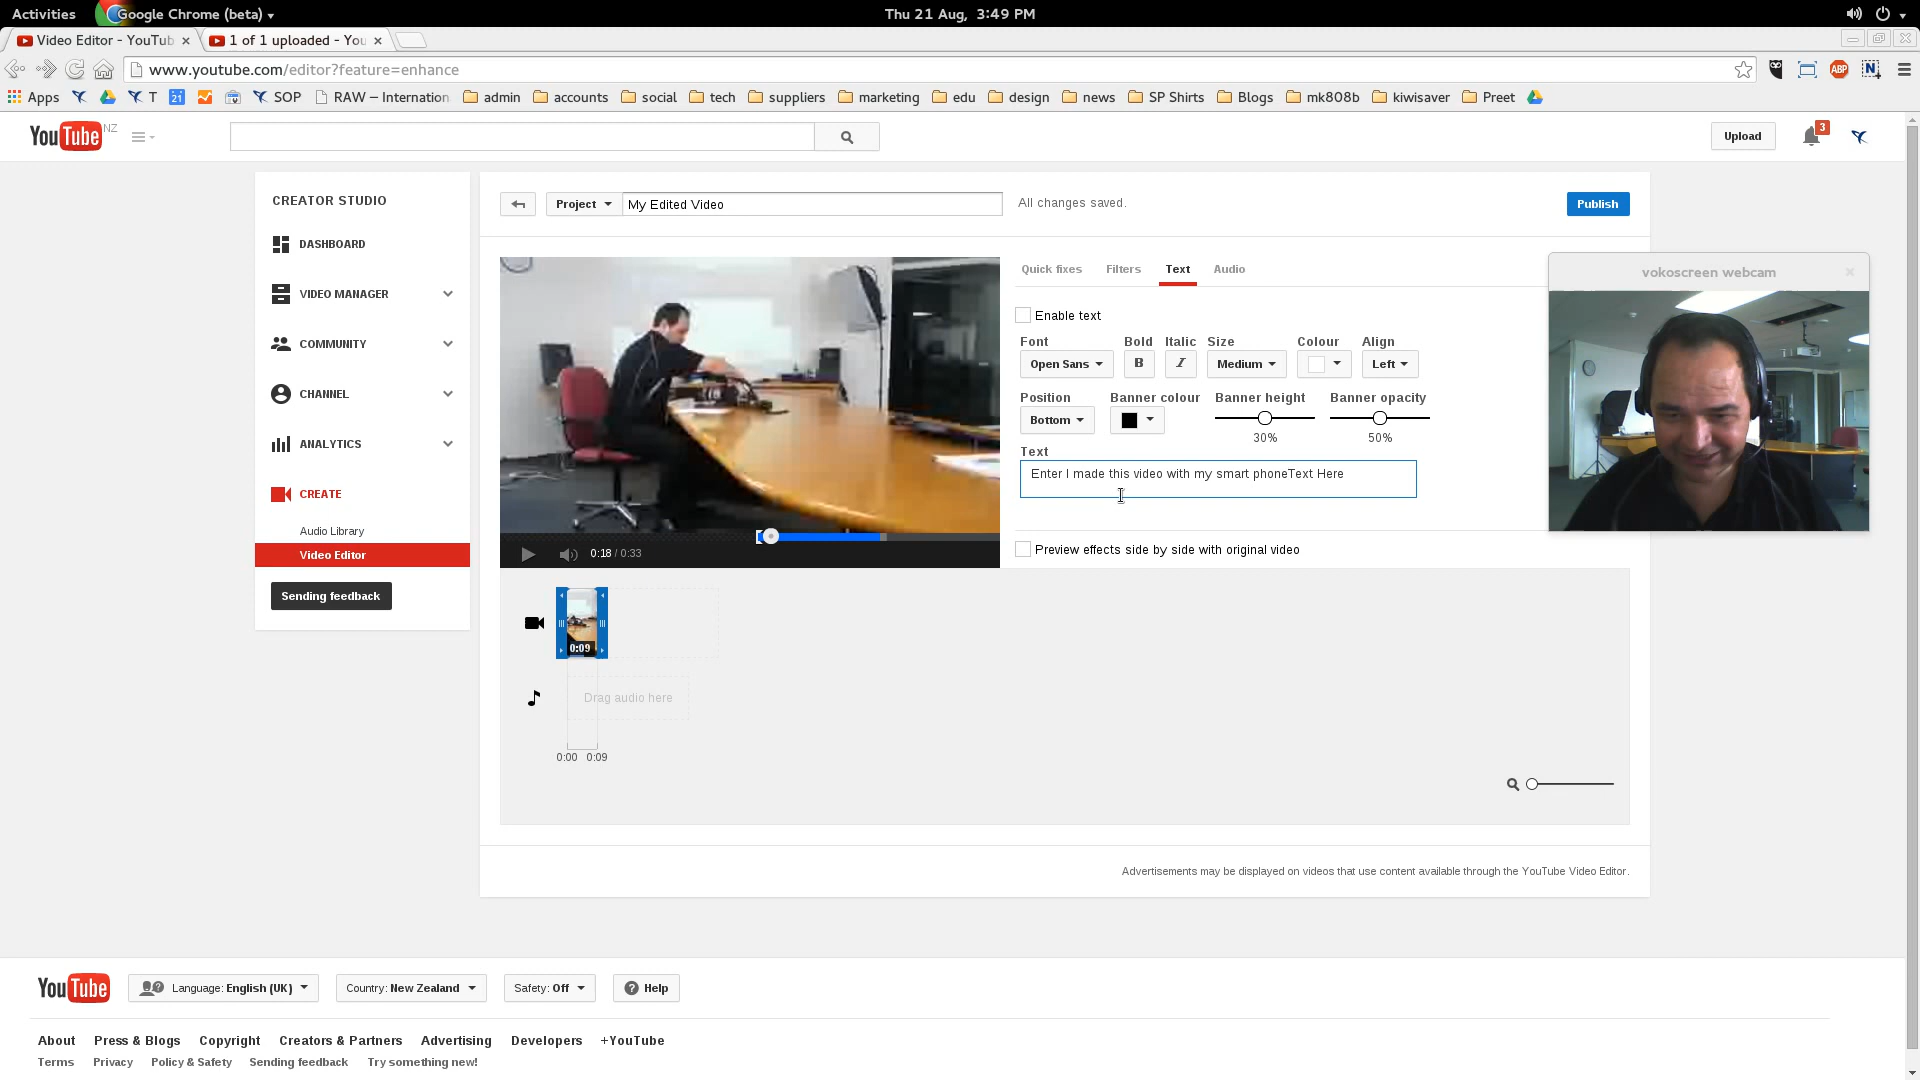 Activities
Google Chrome (beta)
Thu 21 Aug, 3:49 PM
Video Editor - YouTub
1 of 1 uploaded - You
www.youtube.com/editor?feature=enhance
Apps
T
21
SOP
RAW – Internation
admin
accounts
social
tech
suppliers
marketing
edu
design
news
SP Shirts
Blogs
mk808b
kiwisaver
Preet
ABP
N
YouTube NZ
Upload
3
CREATOR STUDIO
DASHBOARD
VIDEO MANAGER
COMMUNITY
CHANNEL
ANALYTICS
CREATE
Audio Library
Video Editor
Sending feedback
Project
My Edited Video
All changes saved.
Publish
Quick fixes
Filters
Text
Audio
Enable text
Font
Bold
Italic
Size
Colour
Align
Open Sans
B
I
Medium
Left
Position
Banner colour
Banner height
Banner opacity
Bottom
30%
50%
Text
Enter I made this video with my smart phoneText Here
Preview effects side by side with original video
vokoscreen webcam
0:18 / 0:33
0:09
Drag audio here
0:00
0:09
Advertisements may be displayed on videos that use content available through the YouTube Video Editor.
YouTube
Language: English (UK)
Country: New Zealand
Safety: Off
Help
About
Press & Blogs
Copyright
Creators & Partners
Advertising
Developers
+YouTube
Terms
Privacy
Policy & Safety
Sending feedback
Try something new!